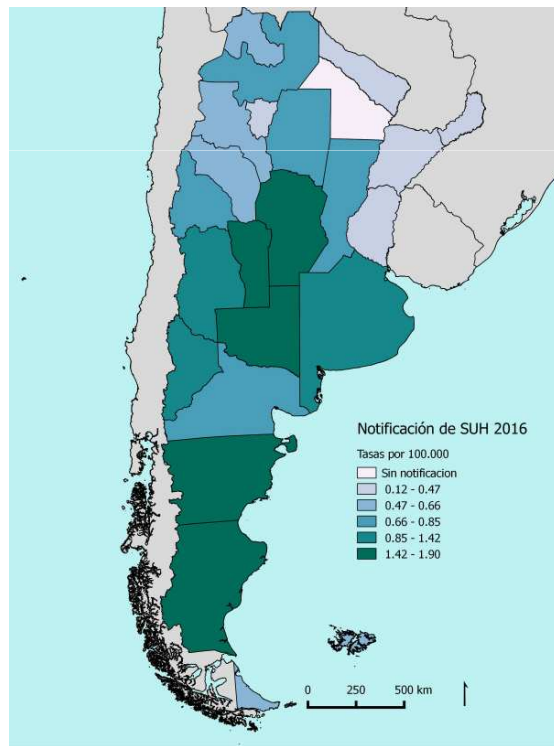 Notificación de SUH 2016
Tasas por 100.000
Sin notificacion
0.12 - 0.47
0.47 - 0.66
0.66 - 0.85
0.85 - 1.42
1.42 - 1.90
0 250 500 km